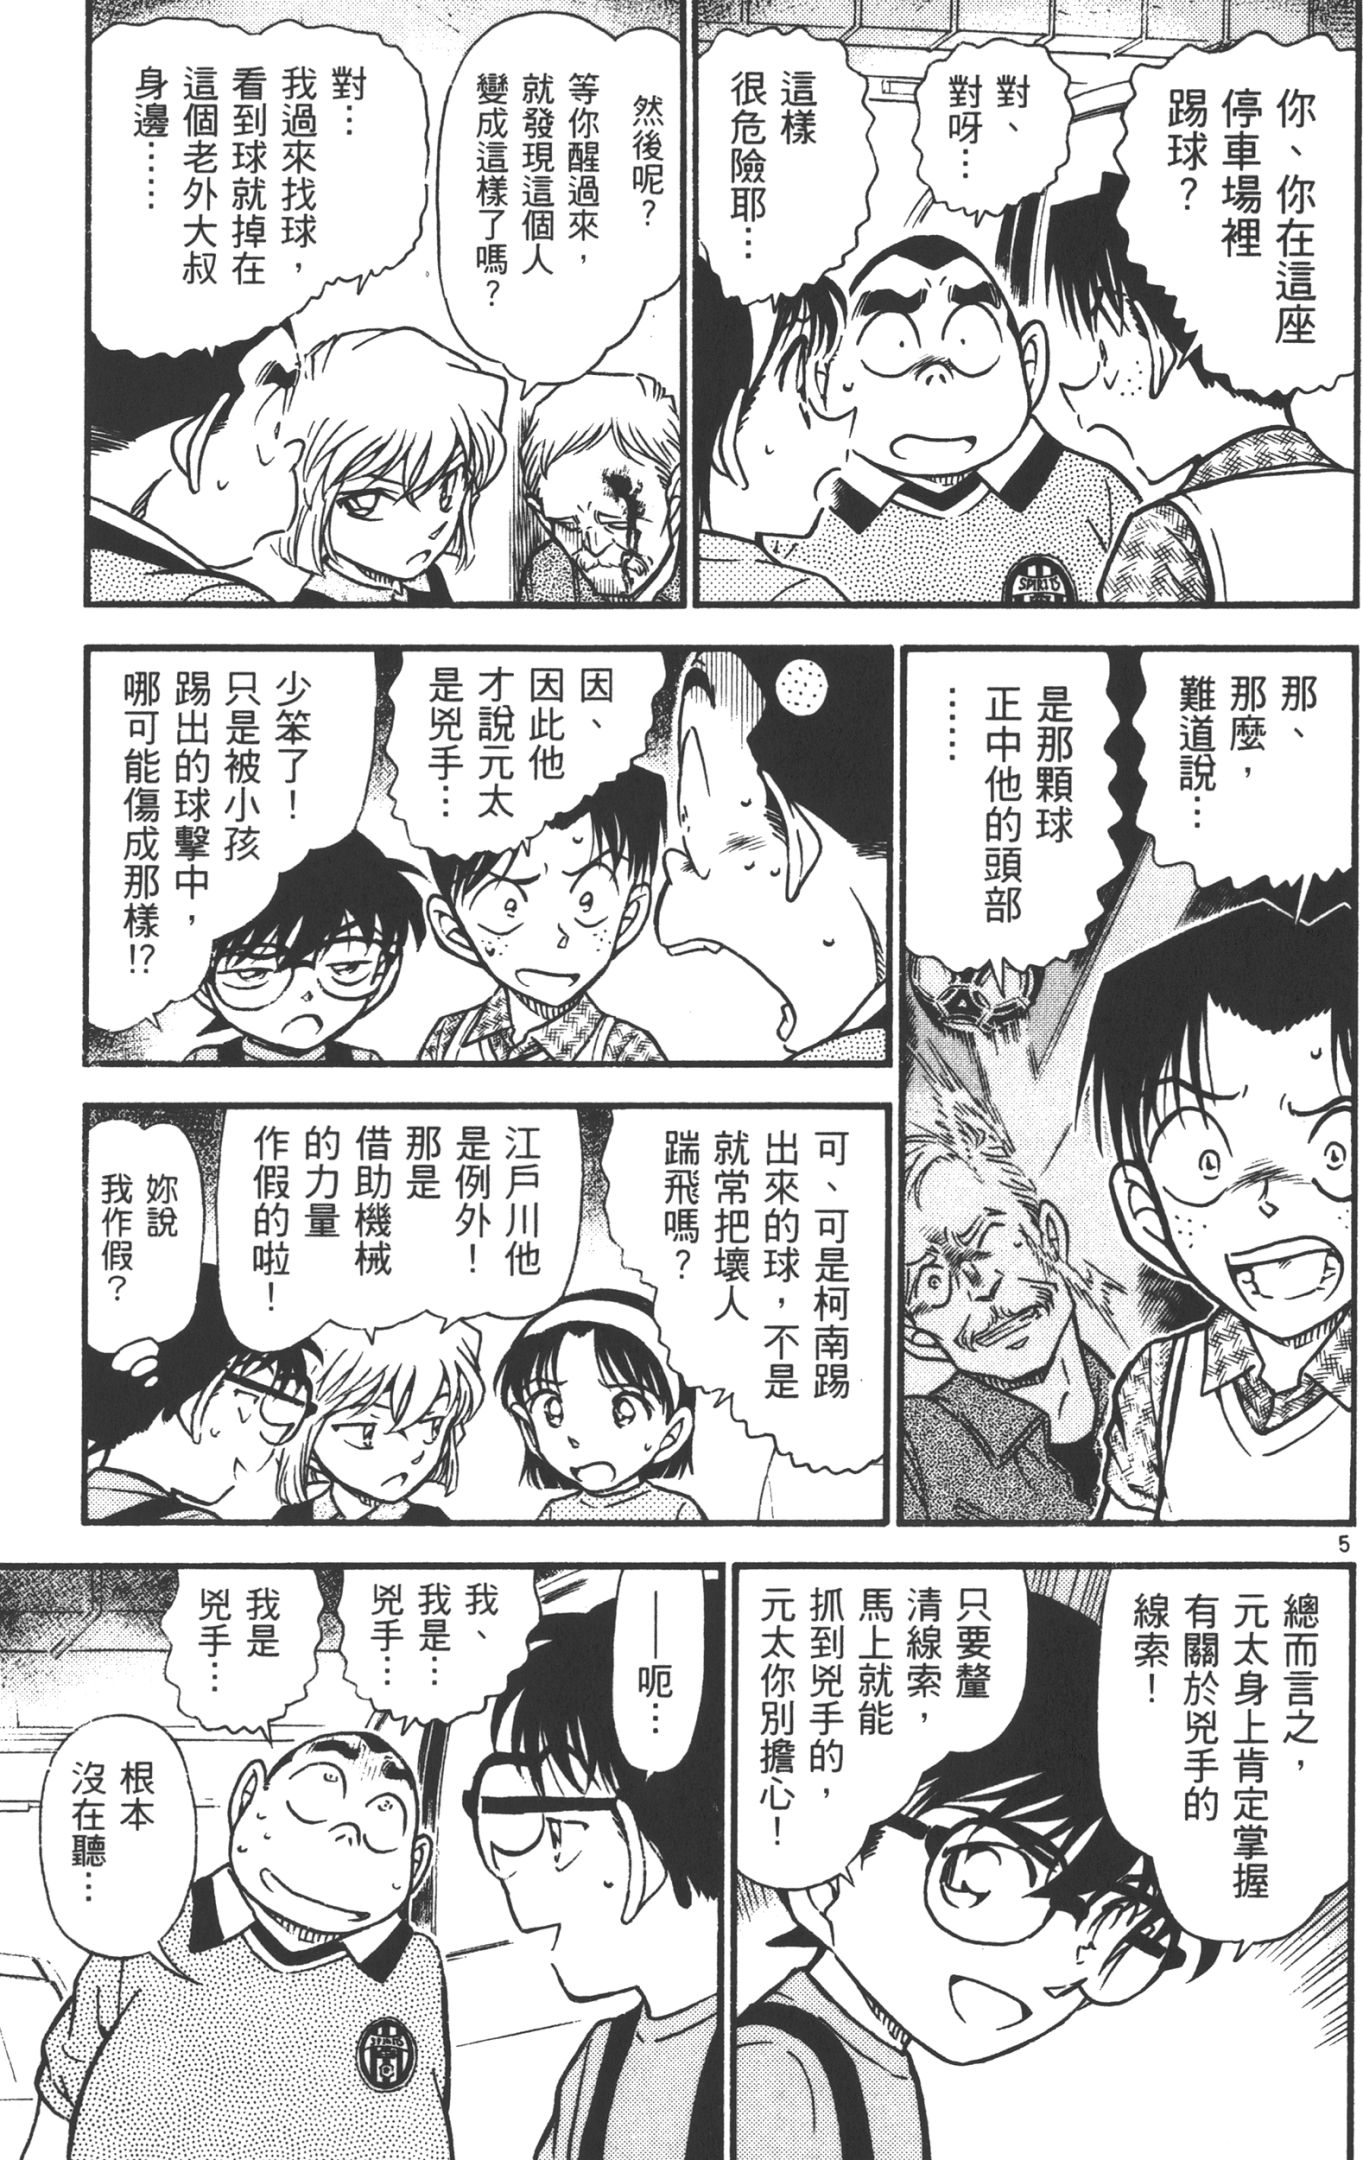 你、你在這座
停車場裡
踢球？
對、
對呀…
這樣
很危險耶…
SPIRITS
然後呢？
等你醒過來，
就發現這個人
變成這樣了嗎？
對…
我過來找球，
看到球就掉在
這個老外大叔
身邊……
那、
那麼，
難道說…
是那顆球
正中他的頭部
……
因、
因此他
才說元太
是兇手…
少笨了！
只是被小孩
踢出的球擊中，
哪可能傷成那樣!?
可、可是柯南踢
出來的球，不是
就常把壞人
踹飛嗎？
江戶川他
是例外！
那是
借助機械
的力量
作假的啦！
妳說
我作假？
5
總而言之，
元太身上肯定掌握
有關於兇手的
線索！
只要釐
清線索，
馬上就能
抓到兇手的，
元太你別擔心！
——呃…
我、
我是…
兇手…
我是
兇手…
根本
沒在聽…
SPIRITS